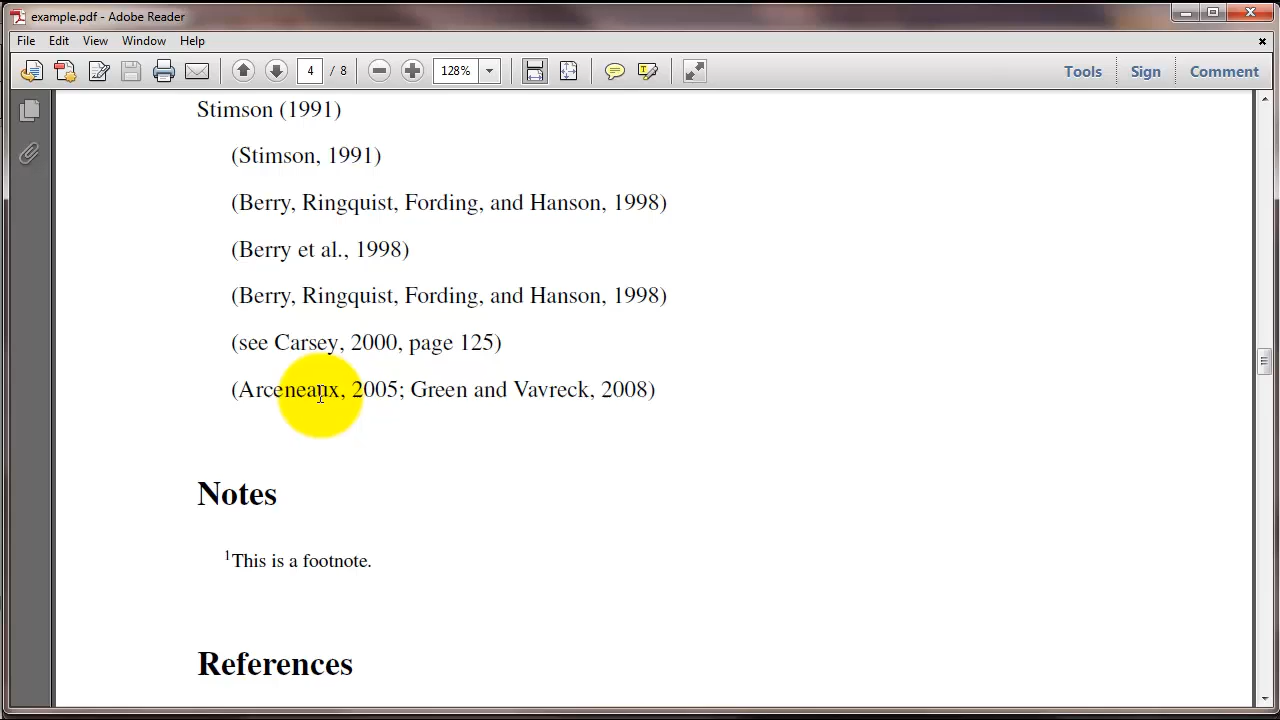 example.pdf - Adobe Reader
File Edit View Window Help
4 / 8 128% Tools Sign Comment
Stimson (1991)
(Stimson, 1991)
(Berry, Ringquist, Fording, and Hanson, 1998)
(Berry et al., 1998)
(Berry, Ringquist, Fording, and Hanson, 1998)
(see Carsey, 2000, page 125)
(Arceneaux, 2005; Green and Vavreck, 2008)
Notes
1This is a footnote.
References